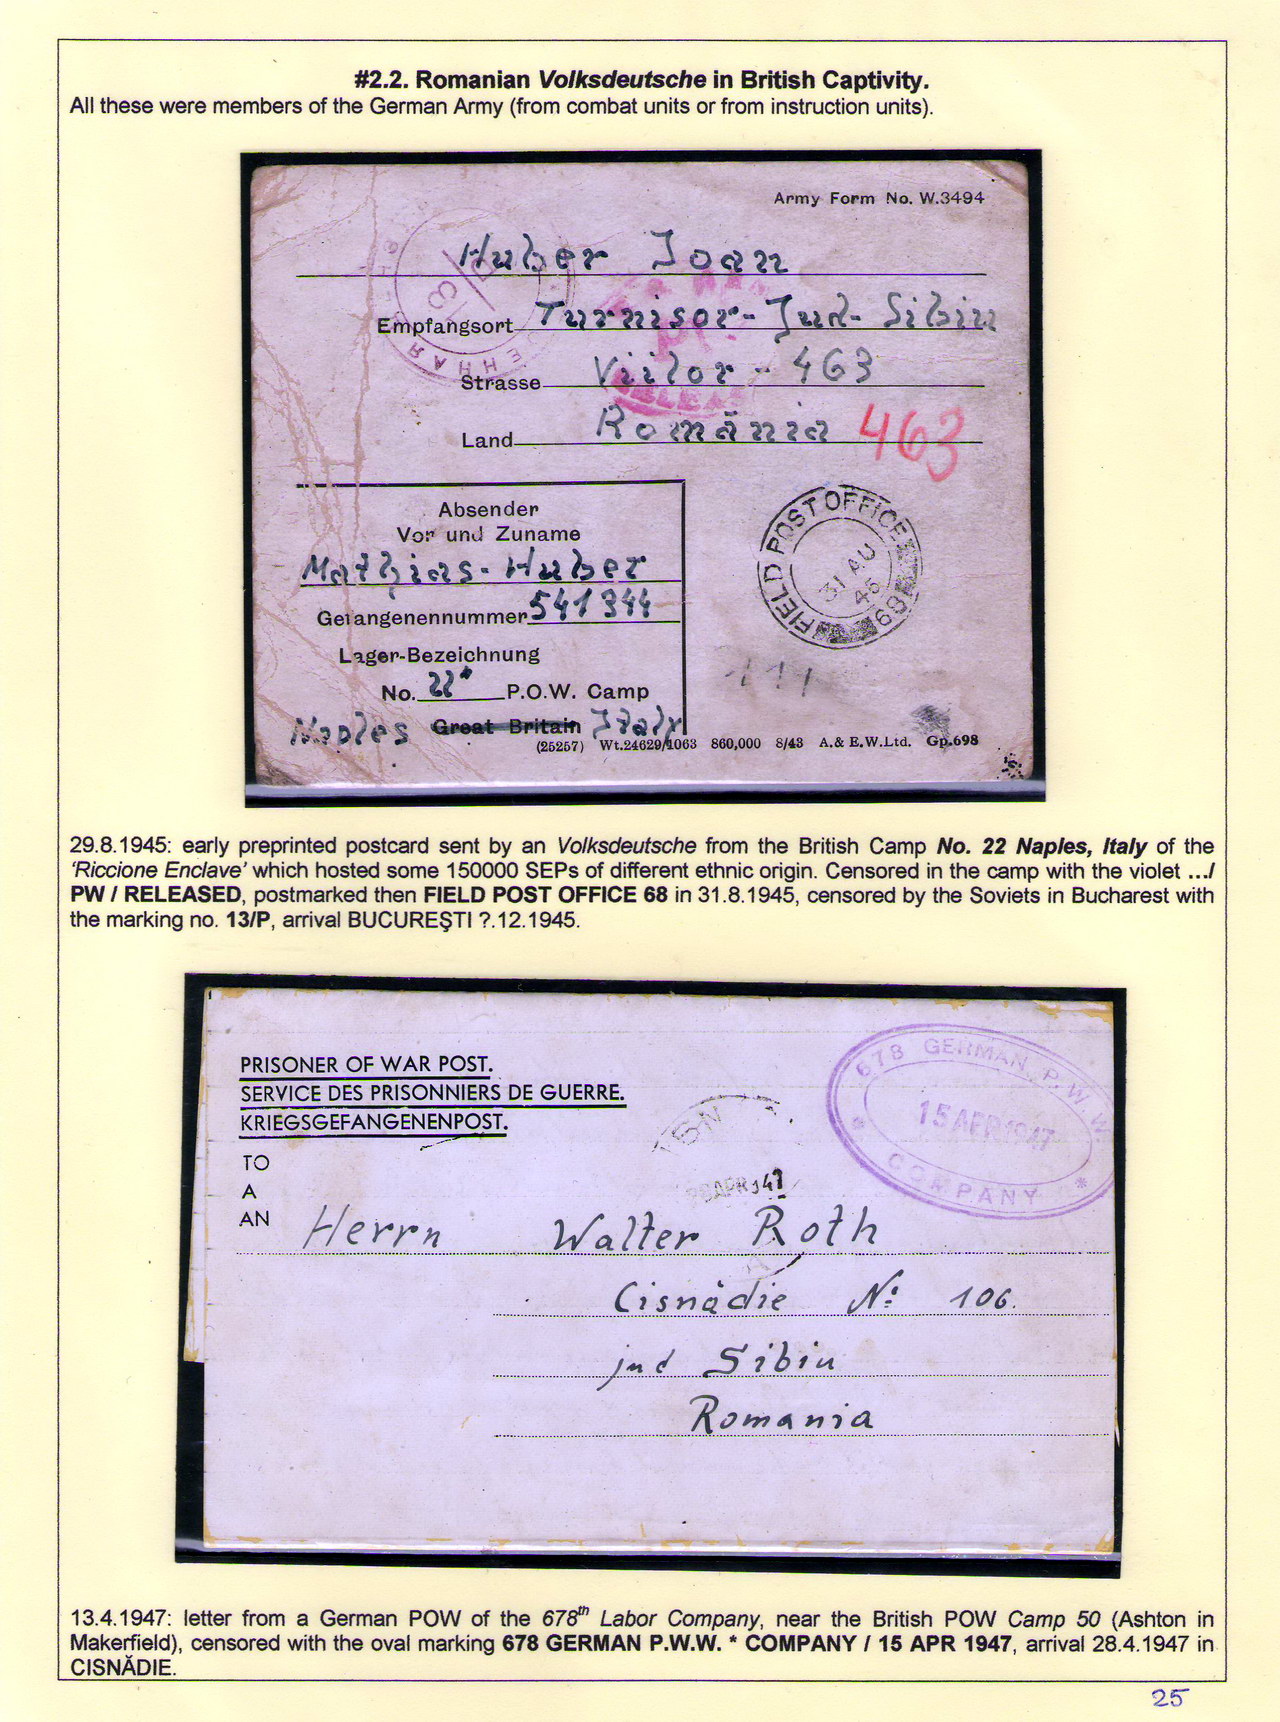 #2.2. Romanian Volksdeutsche in British Captivity.
All these were members of the German Army (from combat units or from instruction units).
Army Form No. W.3494
Huber Ioan
Empfangsort Turnisor-Jud-Sibiu
Strasse Viilor - 463
Land România 463
RELEAS
13/P
Absender
Vor und Zuname
Mathias-Huber
Gefangenennummer 541344
Lager-Bezeichnung
No. 22 P.O.W. Camp
Naples Great Britain Italy
(25257) Wt.24629/1063 860,000 8/43 A.& E.W.Ltd. Gp.698
FIELD POST OFFICE 68
31 AU
45
111
29.8.1945: early preprinted postcard sent by an Volksdeutsche from the British Camp No. 22 Naples, Italy of the
'Riccione Enclave' which hosted some 150000 SEPs of different ethnic origin. Censored in the camp with the violet .../
PW / RELEASED, postmarked then FIELD POST OFFICE 68 in 31.8.1945, censored by the Soviets in Bucharest with
the marking no. 13/P, arrival BUCUREŞTI ?.12.1945.
PRISONER OF WAR POST.
SERVICE DES PRISONNIERS DE GUERRE.
KRIEGSGEFANGENENPOST.
678 GERMAN P.W.W.
15 APR 1947
* COMPANY *
TO
A
AN
28APR947
Herrn Walter Roth
Cisnădie No 106.
jud Sibiu
Romania
13.4.1947: letter from a German POW of the 678th Labor Company, near the British POW Camp 50 (Ashton in
Makerfield), censored with the oval marking 678 GERMAN P.W.W. * COMPANY / 15 APR 1947, arrival 28.4.1947 in
CISNĂDIE.
25